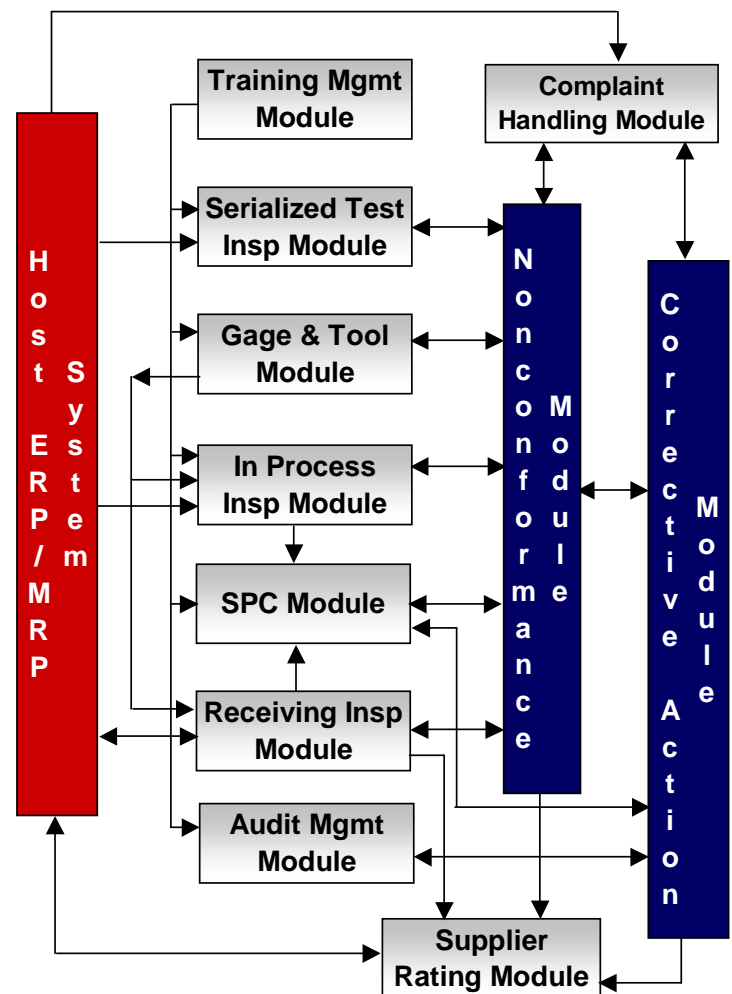 Training Mgmt
Module
Complaint
Handling Module
Host ERP/MRP
System
Serialized Test
Insp Module
Nonconformance
Module
Corrective Action
Module
Gage & Tool
Module
In Process
Insp Module
SPC Module
Receiving Insp
Module
Audit Mgmt
Module
Supplier
Rating Module